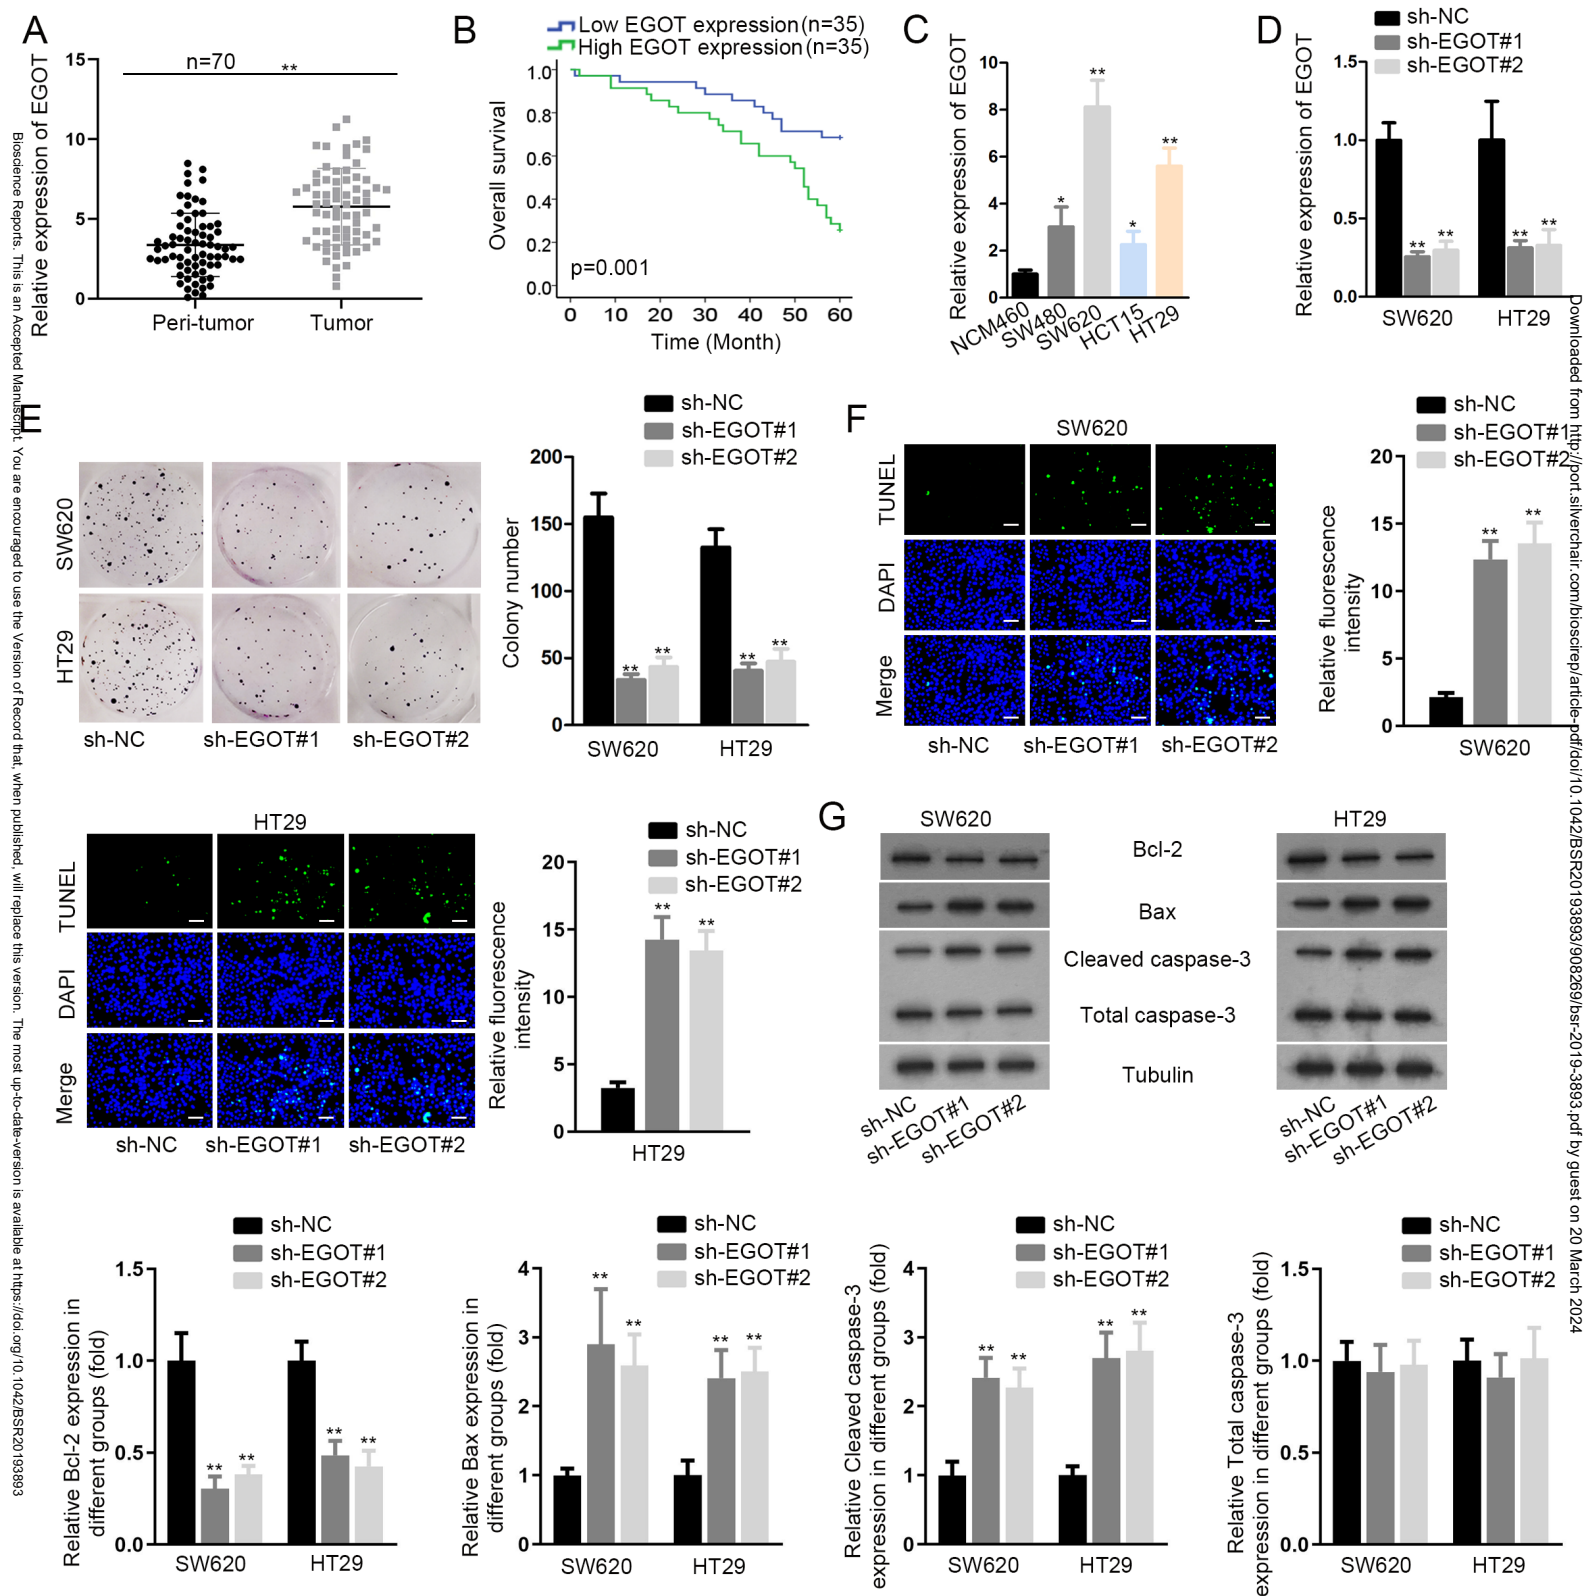 Bioscience Reports. This is an Accepted Manuscript. You are encouraged to use the Version of Record that, when published, will replace this version. The most up-to-date-version is available at https://doi.org/10.1042/BSR20193893
Downloaded from http://port.silverchair.com/bioscirep/article-pdf/doi/10.1042/BSR20193893/908269/bsr-2019-3893.pdf by guest on 20 March 2024
A
Relative expression of EGOT
n=70
**
15
10
5
0
Peri-tumor
Tumor
B
Low EGOT expression (n=35)
High EGOT expression (n=35)
Overall survival
1.0
0.8
0.6
0.4
0.2
0.0
p=0.001
0 10 20 30 40 50 60
Time (Month)
C
Relative expression of EGOT
10
8
6
4
2
0
*
**
*
**
NCM460
SW480
SW620
HCT15
HT29
D
sh-NC
sh-EGOT#1
sh-EGOT#2
Relative expression of EGOT
1.5
1.0
0.5
0.0
** ** ** **
SW620 HT29
E
SW620
HT29
sh-NC sh-EGOT#1 sh-EGOT#2
sh-NC
sh-EGOT#1
sh-EGOT#2
Colony number
200
150
100
50
0
** ** ** **
SW620 HT29
F
SW620
TUNEL
DAPI
Merge
sh-NC sh-EGOT#1 sh-EGOT#2
sh-NC
sh-EGOT#1
sh-EGOT#2
Relative fluorescence
intensity
20
15
10
5
0
** **
SW620
HT29
TUNEL
DAPI
Merge
sh-NC sh-EGOT#1 sh-EGOT#2
sh-NC
sh-EGOT#1
sh-EGOT#2
Relative fluorescence
intensity
20
15
10
5
0
** **
HT29
G
SW620
HT29
Bcl-2
Bax
Cleaved caspase-3
Total caspase-3
Tubulin
sh-NC
sh-EGOT#1
sh-EGOT#2
sh-NC
sh-EGOT#1
sh-EGOT#2
sh-NC
sh-EGOT#1
sh-EGOT#2
Relative Bcl-2 expression in
different groups (fold)
1.5
1.0
0.5
0.0
** ** ** **
SW620 HT29
sh-NC
sh-EGOT#1
sh-EGOT#2
Relative Bax expression in
different groups (fold)
4
3
2
1
0
** ** ** **
SW620 HT29
sh-NC
sh-EGOT#1
sh-EGOT#2
Relative Cleaved caspase-3
expression in different groups (fold)
4
3
2
1
0
** ** ** **
SW620 HT29
sh-NC
sh-EGOT#1
sh-EGOT#2
Relative Total caspase-3
expression in different groups (fold)
1.5
1.0
0.5
0.0
SW620 HT29